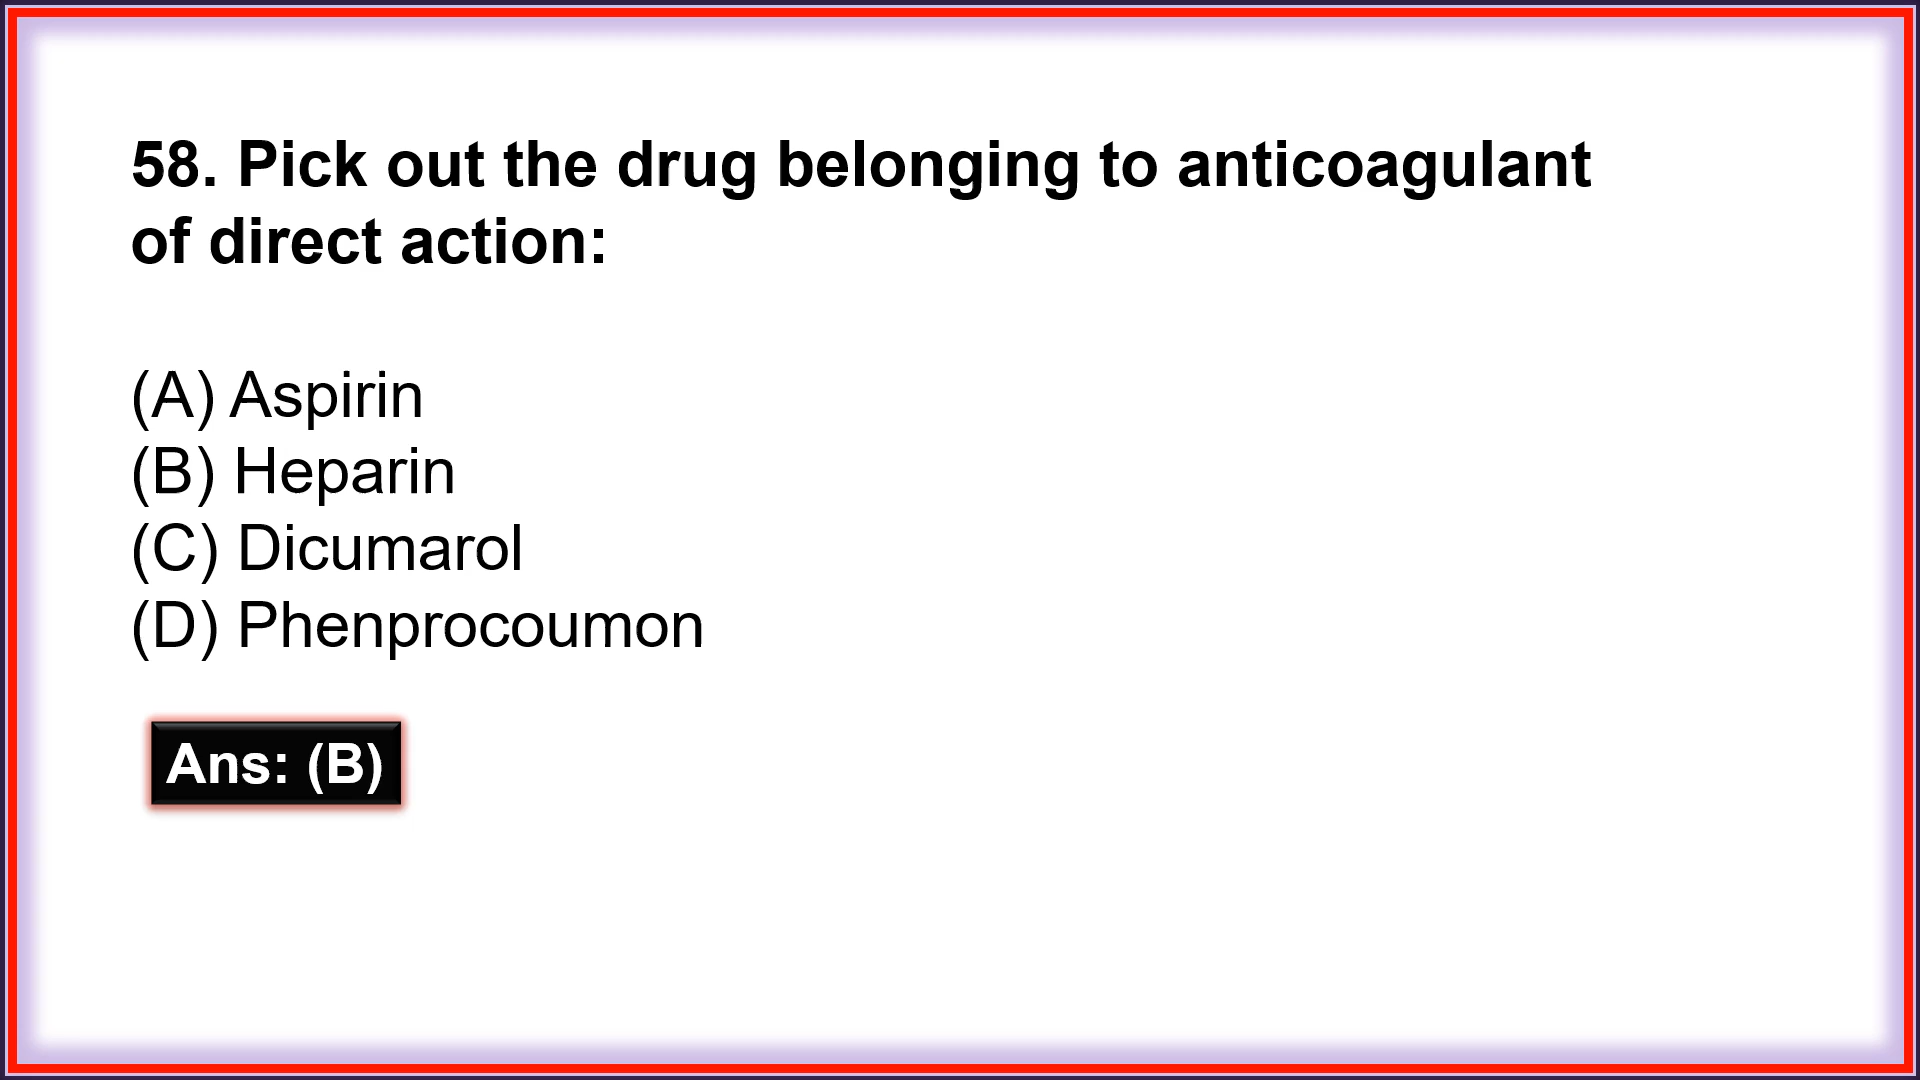 58. Pick out the drug belonging to anticoagulant
of direct action:
(A) Aspirin
(B) Heparin
(C) Dicumarol
(D) Phenprocoumon
Ans: (B)